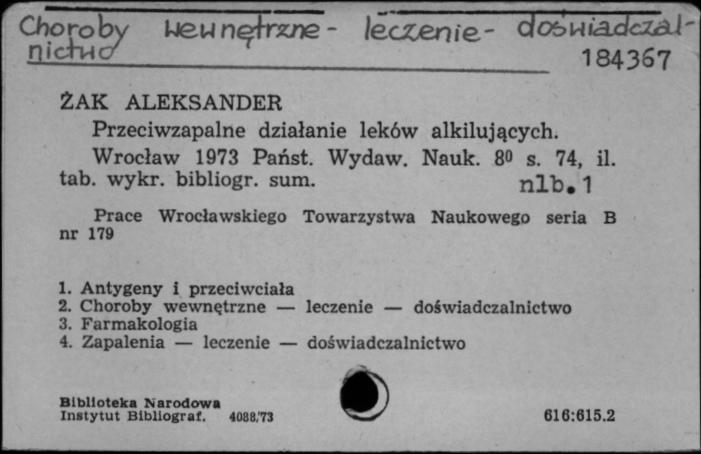 Choroby wewnętrzne - leczenie - doświadczal-
nictwo
184367
ŻAK ALEKSANDER
Przeciwzapalne działanie leków alkilujących.
Wrocław 1973 Państ. Wydaw. Nauk. 8⁰ s. 74, il.
tab. wykr. bibliogr. sum. nlb.1
Prace Wrocławskiego Towarzystwa Naukowego seria B
nr 179
1. Antygeny i przeciwciała
2. Choroby wewnętrzne — leczenie — doświadczalnictwo
3. Farmakologia
4. Zapalenia — leczenie — doświadczalnictwo
Biblioteka Narodowa
Instytut Bibliograf. 4088.'73 616:615.2